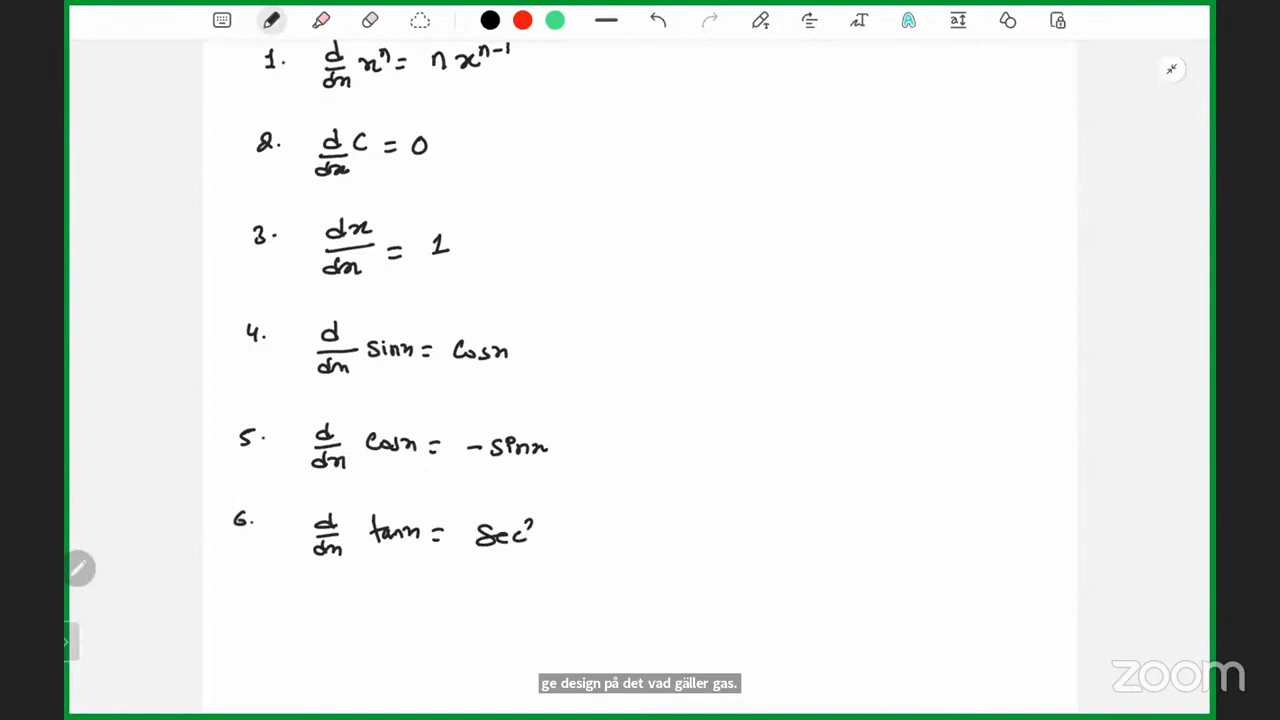 1. d/dx xⁿ = n xⁿ⁻¹
2. d/dx C = 0
3. dx/dx = 1
4. d/dx sinx = cosx
5. d/dx cosx = -sinx
6. d/dx tanx = sec²
ge design på det vad gäller gas.
zoom